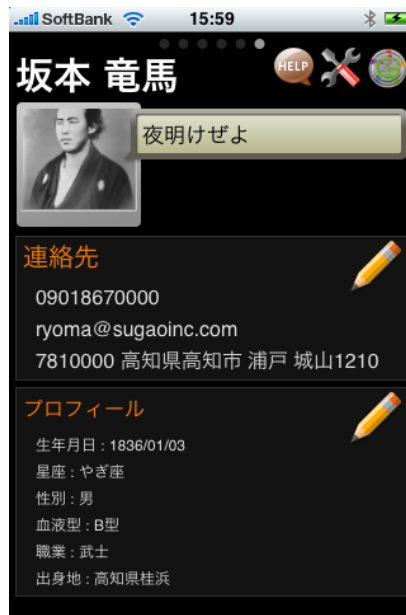 SoftBank 15:59
坂本 竜馬
HELP
夜明けぜよ
連絡先
09018670000
ryoma@sugaoinc.com
7810000 高知県高知市 浦戸 城山1210
プロフィール
生年月日 : 1836/01/03
星座 : やぎ座
性別 : 男
血液型 : B型
職業 : 武士
出身地 : 高知県桂浜